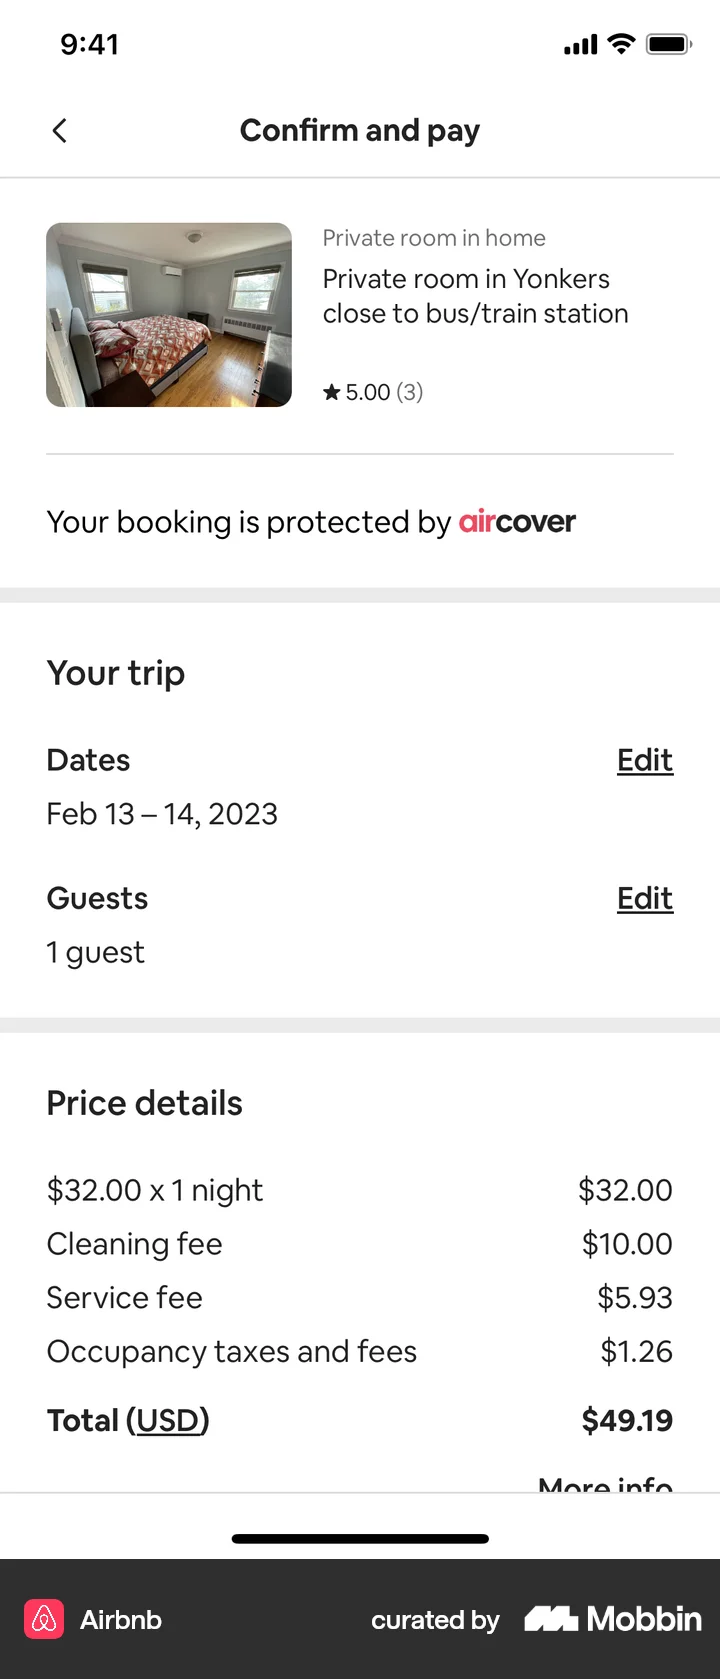 9:41
Confirm and pay
Private room in home
Private room in Yonkers
close to bus/train station
★ 5.00 (3)
Your booking is protected by aircover
Your trip
Dates Edit
Feb 13 – 14, 2023
Guests Edit
1 guest
Price details
$32.00 x 1 night $32.00
Cleaning fee $10.00
Service fee $5.93
Occupancy taxes and fees $1.26
Total (USD) $49.19
More info
Airbnb curated by Mobbin